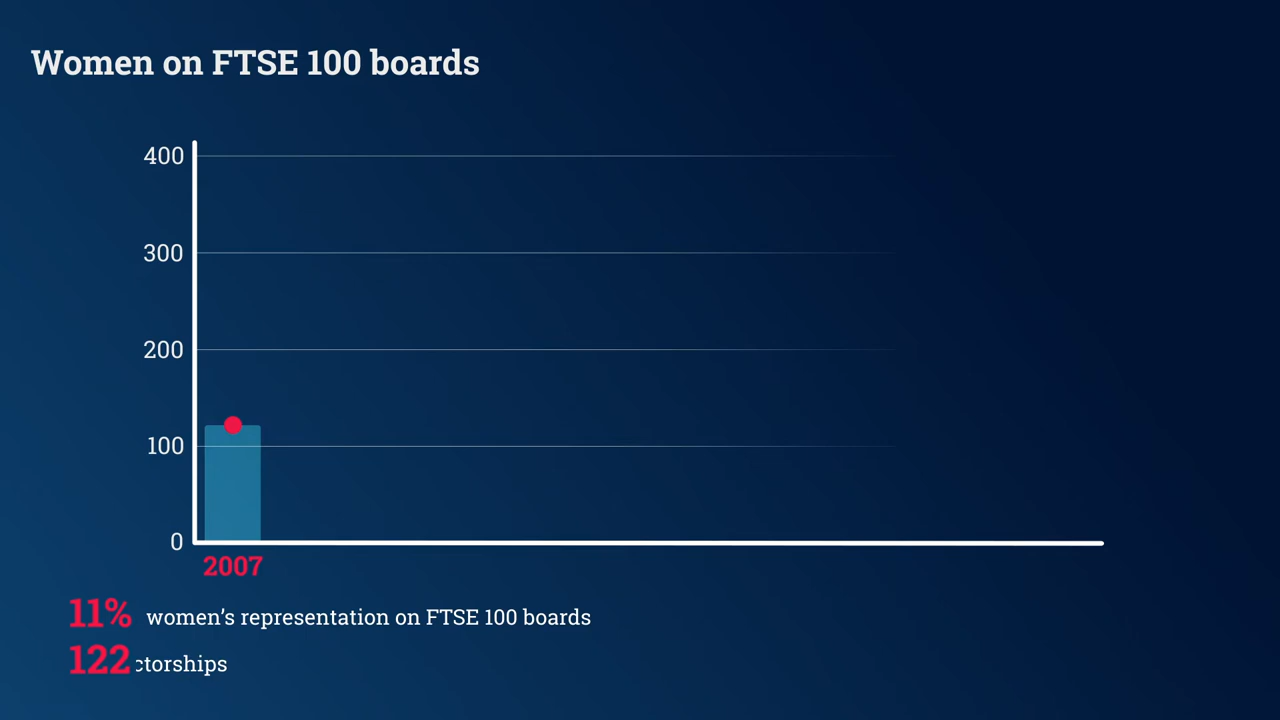 Women on FTSE 100 boards
400
300
200
100
0
2007
11% women's representation on FTSE 100 boards
122 ctorships